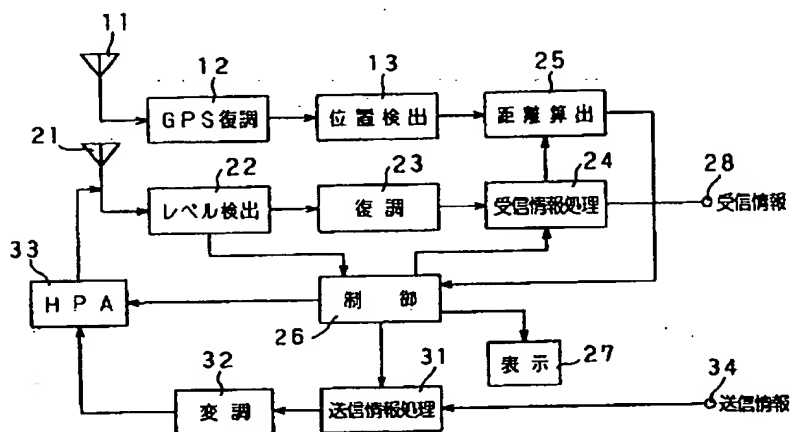 11
12
13
25
GPS復調
位置検出
距離算出
21
22
23
24
28
レベル検出
復調
受信情報処理
受信情報
33
HPA
制御
26
表示
27
32
31
34
変調
送信情報処理
送信情報